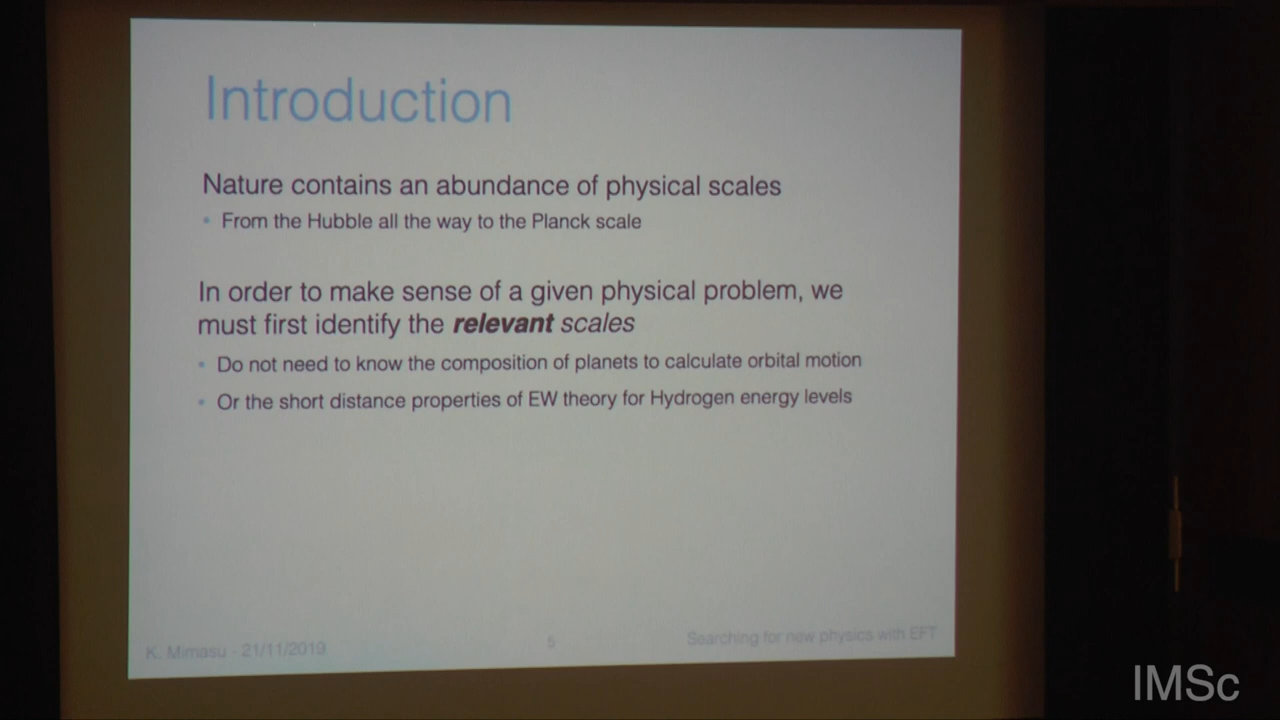 Introduction
Nature contains an abundance of physical scales
• From the Hubble all the way to the Planck scale
In order to make sense of a given physical problem, we
must first identify the relevant scales
• Do not need to know the composition of planets to calculate orbital motion
• Or the short distance properties of EW theory for Hydrogen energy levels
K. Mimasu - 21/11/2019
5
Searching for new physics with EFT
IMSc